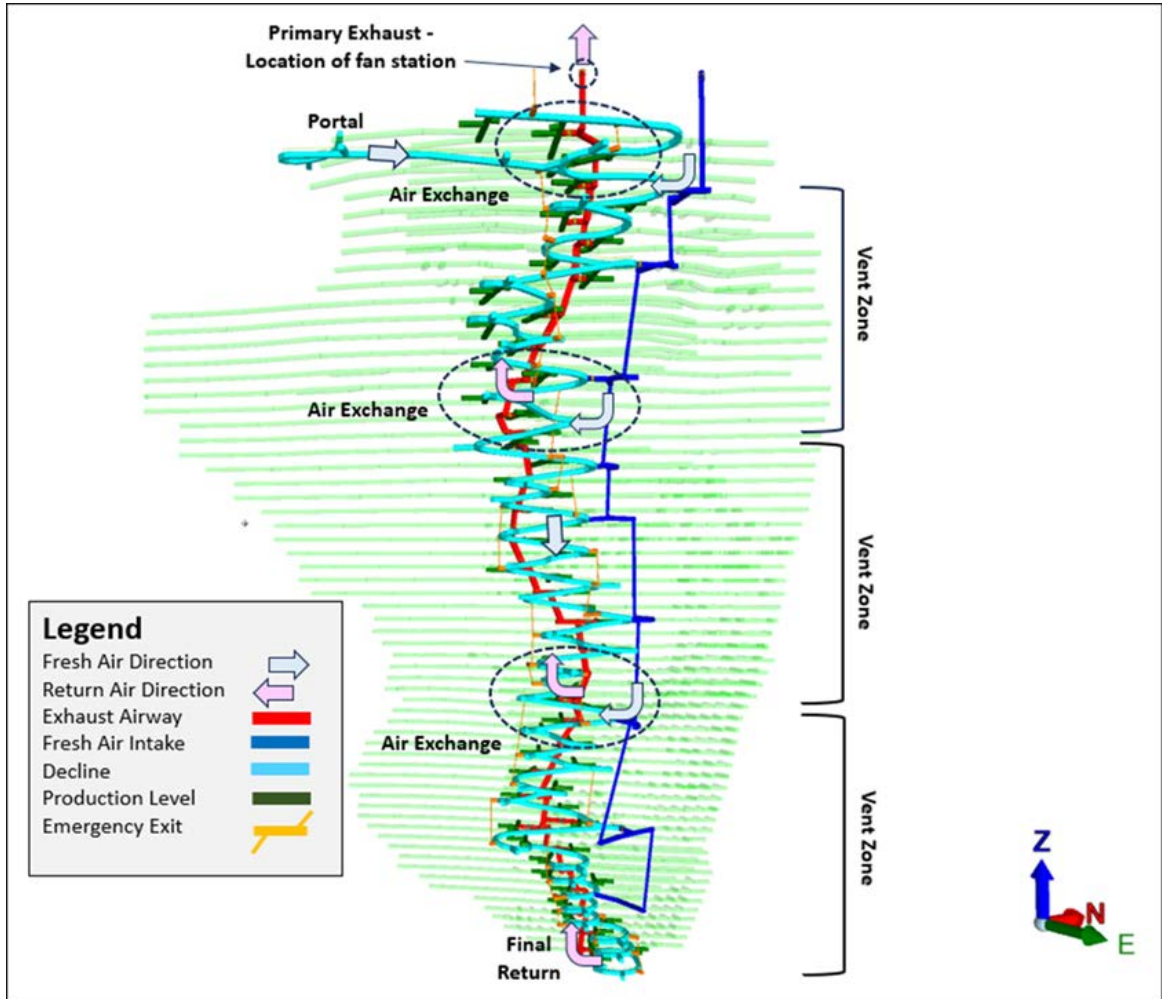 Primary Exhaust -
Location of fan station
Portal
Air Exchange
Vent Zone
Air Exchange
Vent Zone
Air Exchange
Vent Zone
Final
Return
Legend
Fresh Air Direction
Return Air Direction
Exhaust Airway
Fresh Air Intake
Decline
Production Level
Emergency Exit
Z
N
E